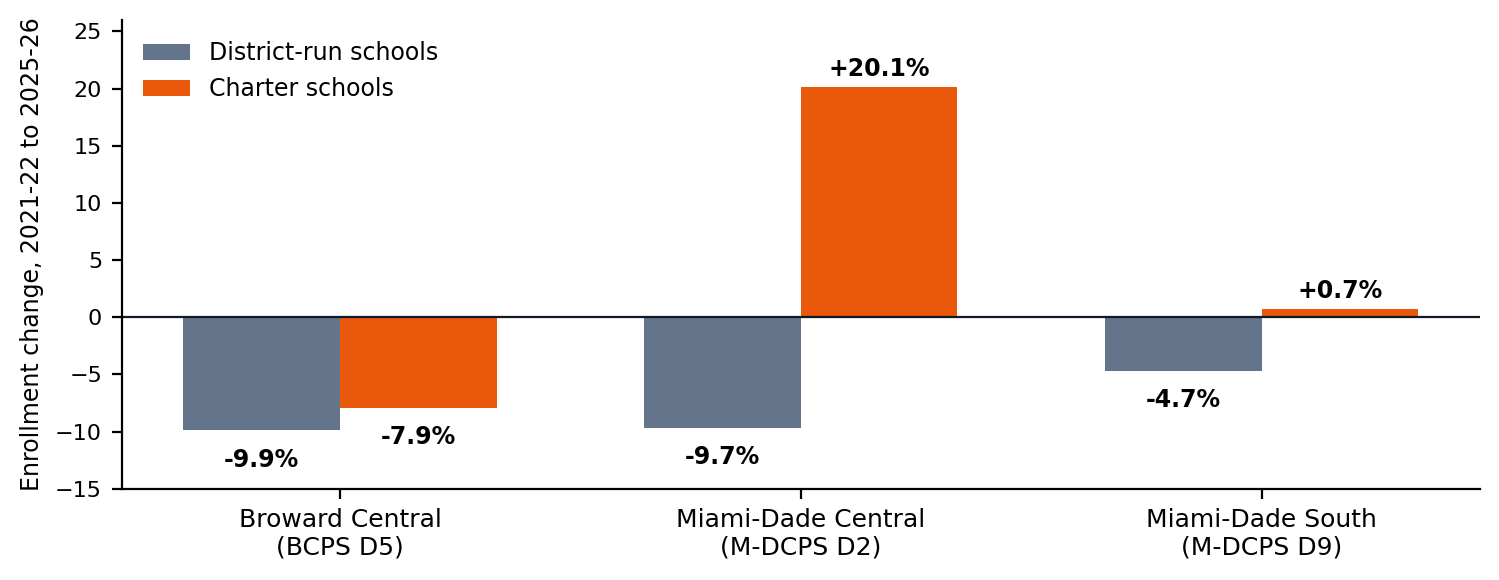 Enrollment change, 2021-22 to 2025-26
25
20
15
10
5
0
−5
−10
−15
District-run schools
Charter schools
-9.9%
-7.9%
-9.7%
+20.1%
-4.7%
+0.7%
Broward Central
(BCPS D5)
Miami-Dade Central
(M-DCPS D2)
Miami-Dade South
(M-DCPS D9)